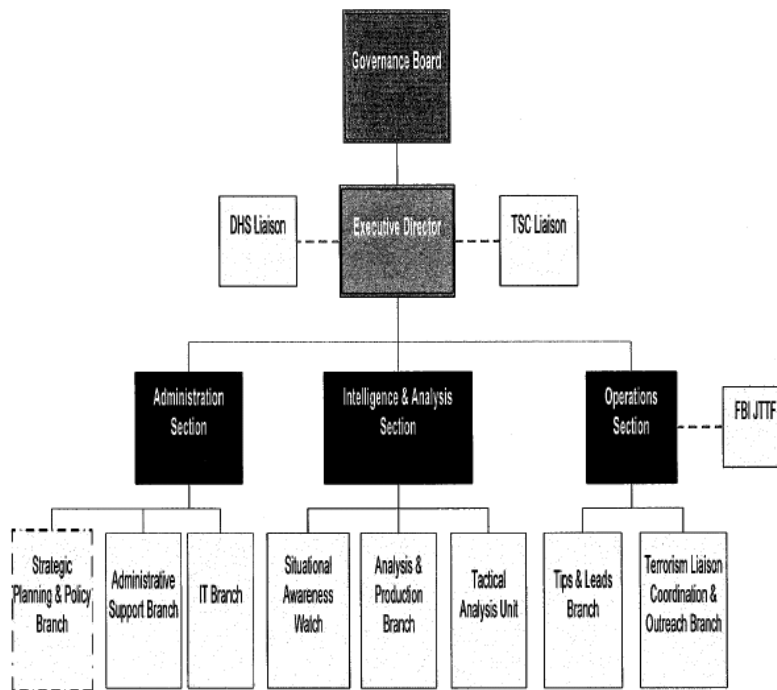 Governance Board
DHS Liaison
Executive Director
TSC Liaison
Administration
Section
Intelligence & Analysis
Section
Operations
Section
FBI JTTF
Strategic
Planning & Policy
Branch
Administrative
Support Branch
IT Branch
Situational
Awareness
Watch
Analysis &
Production
Branch
Tactical
Analysis Unit
Tips & Leads
Branch
Terrorism Liaison
Coordination &
Outreach Branch